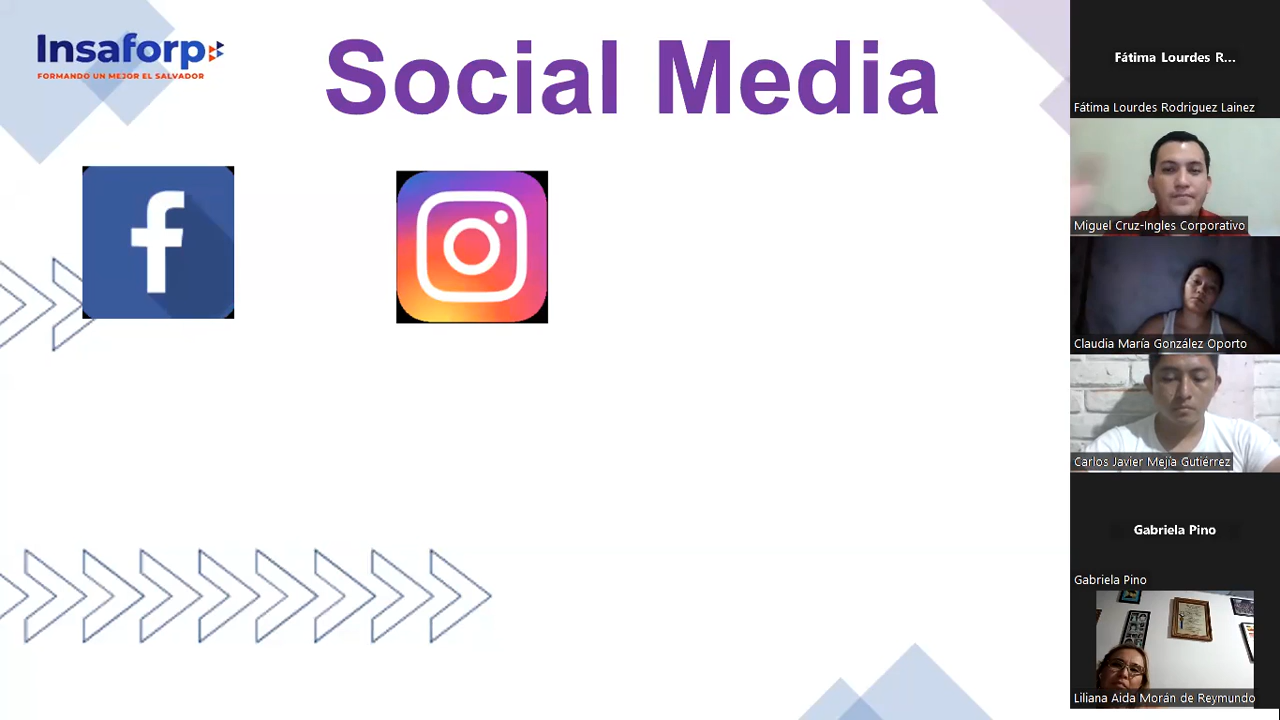 Insaforp
FORMANDO UN MEJOR EL SALVADOR
Social Media
f
Fátima Lourdes R...
Fátima Lourdes Rodriguez Lainez
Miguel Cruz-Ingles Corporativo
Claudia María González Oporto
Carlos Javier Mejía Gutiérrez
Gabriela Pino
Gabriela Pino
Liliana Aida Morán de Reymundo